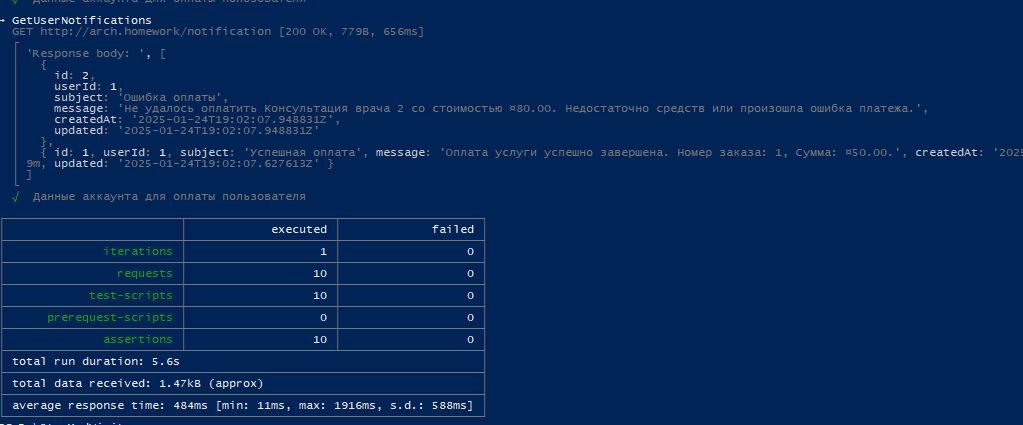 √ Данные аккаунта для оплаты пользователя
→ GetUserNotifications
GET http://arch.homework/notification [200 OK, 779B, 656ms]
'Response body: ', [
{
id: 2,
userId: 1,
subject: 'Ошибка оплаты',
message: 'Не удалось оплатить Консультация врача 2 со стоимостью ¤80.00. Недостаточно средств или произошла ошибка платежа.',
createdAt: '2025-01-24T19:02:07.948831Z',
updated: '2025-01-24T19:02:07.948831Z'
},
{ id: 1, userId: 1, subject: 'Успешная оплата', message: 'Оплата услуги успешно завершена. Номер заказа: 1, Сумма: ¤50.00.', createdAt: '202
9m, updated: '2025-01-24T19:02:07.627613Z' }
]
√ Данные аккаунта для оплаты пользователя
executed failed
iterations 1 0
requests 10 0
test-scripts 10 0
prerequest-scripts 0 0
assertions 10 0
total run duration: 5.6s
total data received: 1.47kB (approx)
average response time: 484ms [min: 11ms, max: 1916ms, s.d.: 588ms]